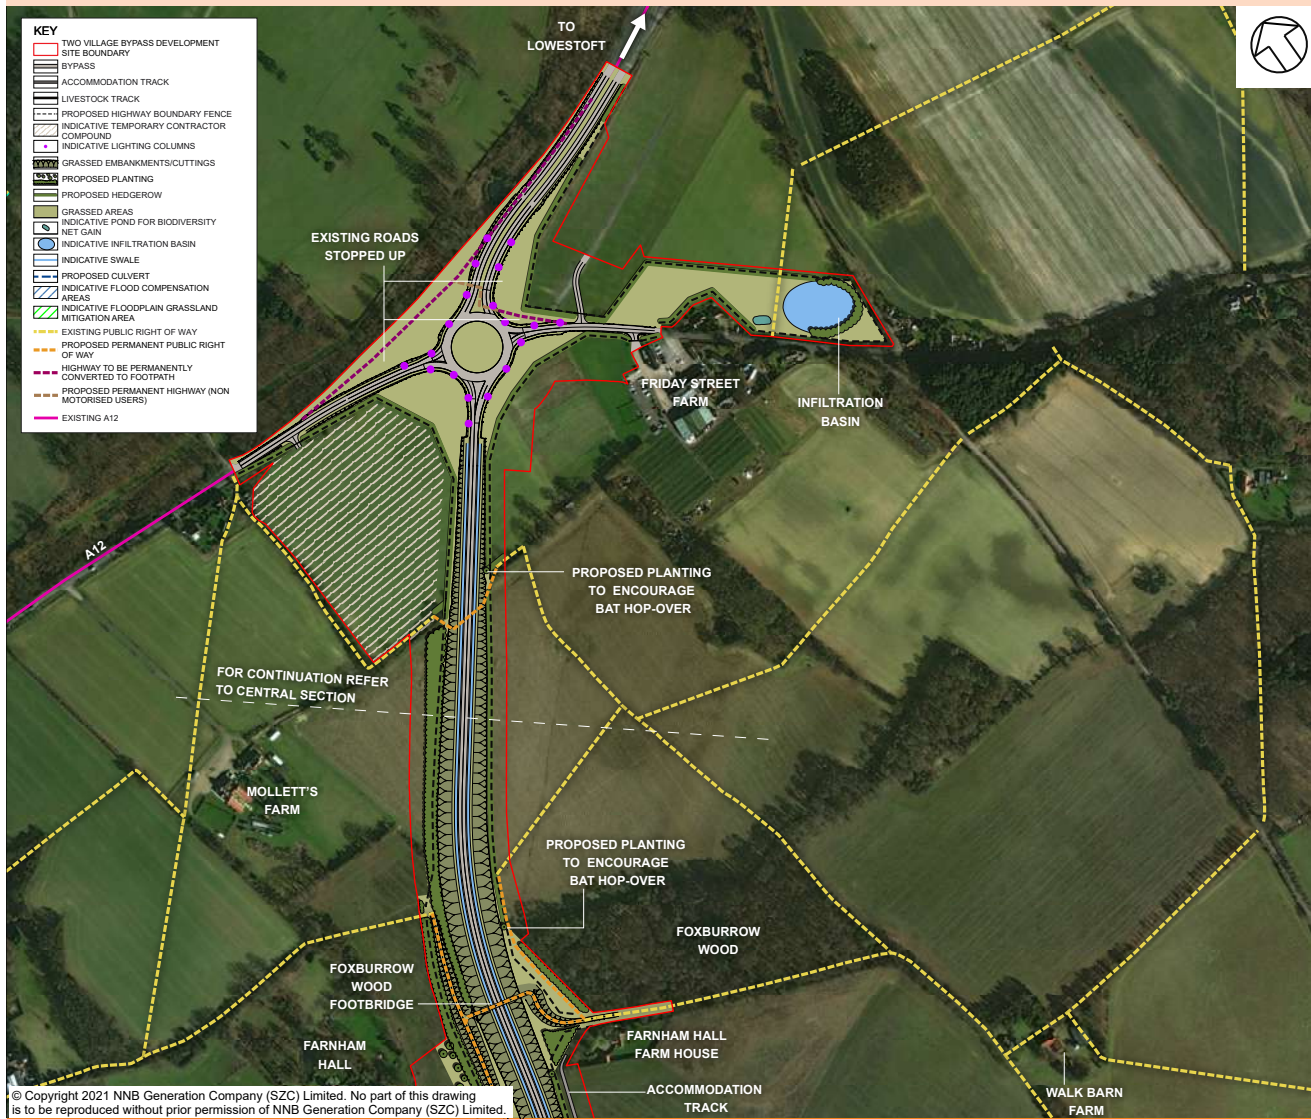 KEY
TWO VILLAGE BYPASS DEVELOPMENT
SITE BOUNDARY
BYPASS
ACCOMMODATION TRACK
LIVESTOCK TRACK
PROPOSED HIGHWAY BOUNDARY FENCE
INDICATIVE TEMPORARY CONTRACTOR
COMPOUND
INDICATIVE LIGHTING COLUMNS
GRASSED EMBANKMENTS/CUTTINGS
PROPOSED PLANTING
PROPOSED HEDGEROW
GRASSED AREAS
INDICATIVE POND FOR BIODIVERSITY
NET GAIN
INDICATIVE INFILTRATION BASIN
INDICATIVE SWALE
PROPOSED CULVERT
INDICATIVE FLOOD COMPENSATION
AREAS
INDICATIVE FLOODPLAIN GRASSLAND
MITIGATION AREA
EXISTING PUBLIC RIGHT OF WAY
PROPOSED PERMANENT PUBLIC RIGHT
OF WAY
HIGHWAY TO BE PERMANENTLY
CONVERTED TO FOOTPATH
PROPOSED PERMANENT HIGHWAY (NON
MOTORISED USERS)
EXISTING A12
TO
LOWESTOFT
EXISTING ROADS
STOPPED UP
FRIDAY STREET
FARM
INFILTRATION
BASIN
A12
PROPOSED PLANTING
TO ENCOURAGE
BAT HOP-OVER
FOR CONTINUATION REFER
TO CENTRAL SECTION
MOLLETT'S
FARM
PROPOSED PLANTING
TO ENCOURAGE
BAT HOP-OVER
FOXBURROW
WOOD
FOXBURROW
WOOD
FOOTBRIDGE
FARNHAM
HALL
FARNHAM HALL
FARM HOUSE
ACCOMMODATION
TRACK
WALK BARN
FARM
© Copyright 2021 NNB Generation Company (SZC) Limited. No part of this drawing
is to be reproduced without prior permission of NNB Generation Company (SZC) Limited.